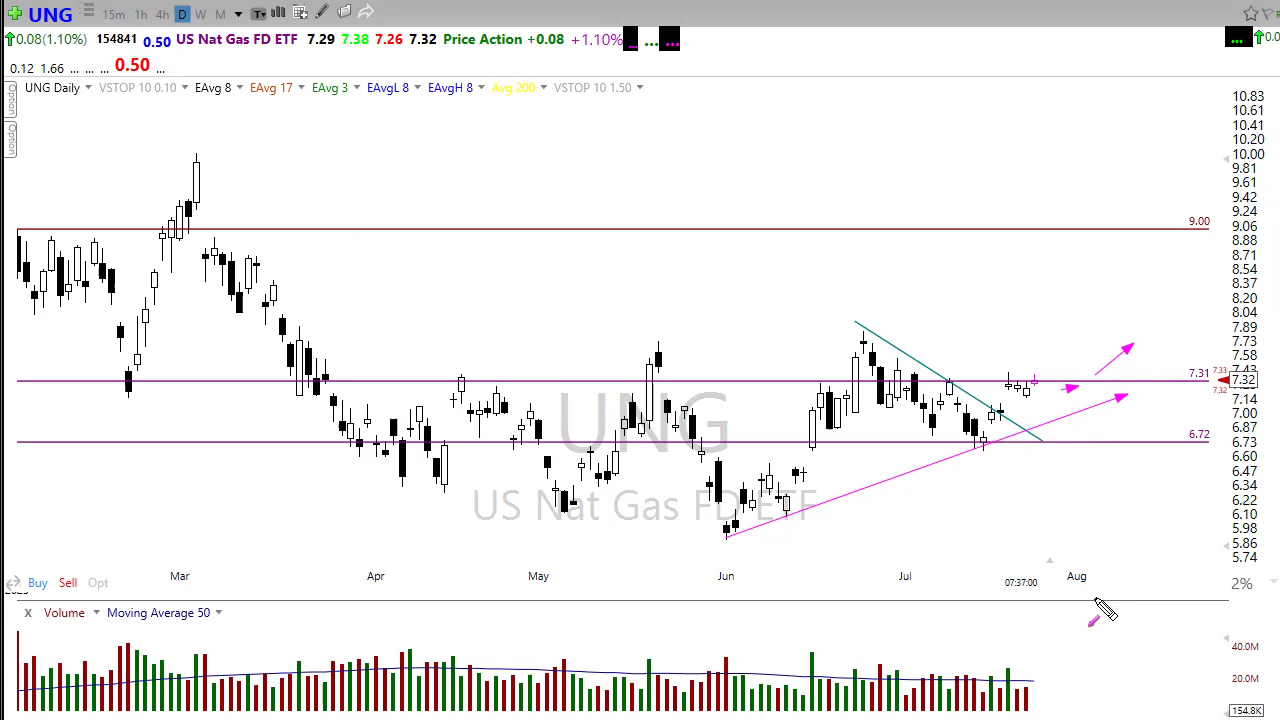 UNG 15m 1h 4h D W M T
0.08(1.10%) 154841 0.50 US Nat Gas FD ETF 7.29 7.38 7.26 7.32 Price Action +0.08 +1.10% ... ... ... ...
0.12 1.66 ... ... ... 0.50 ...
UNG Daily VSTOP 10 0.10 EAvg 8 EAvg 17 EAvg 3 EAvgL 8 EAvgH 8 Avg 200 VSTOP 10 1.50
Option
Option
10.83
10.61
10.41
10.20
10.00
9.81
9.61
9.42
9.24
9.00
9.06
8.88
8.71
8.54
8.37
8.20
8.04
7.89
7.73
7.58
7.31
7.33
7.32
7.32
7.14
7.00
6.87
6.72
6.73
6.60
6.47
6.34
6.22
6.10
5.98
5.86
5.74
UNG
US Nat Gas FD ETF
Mar Apr May Jun Jul Aug
07:37:00
Buy Sell Opt
2%
X Volume Moving Average 50
40.0M
20.0M
154.8K